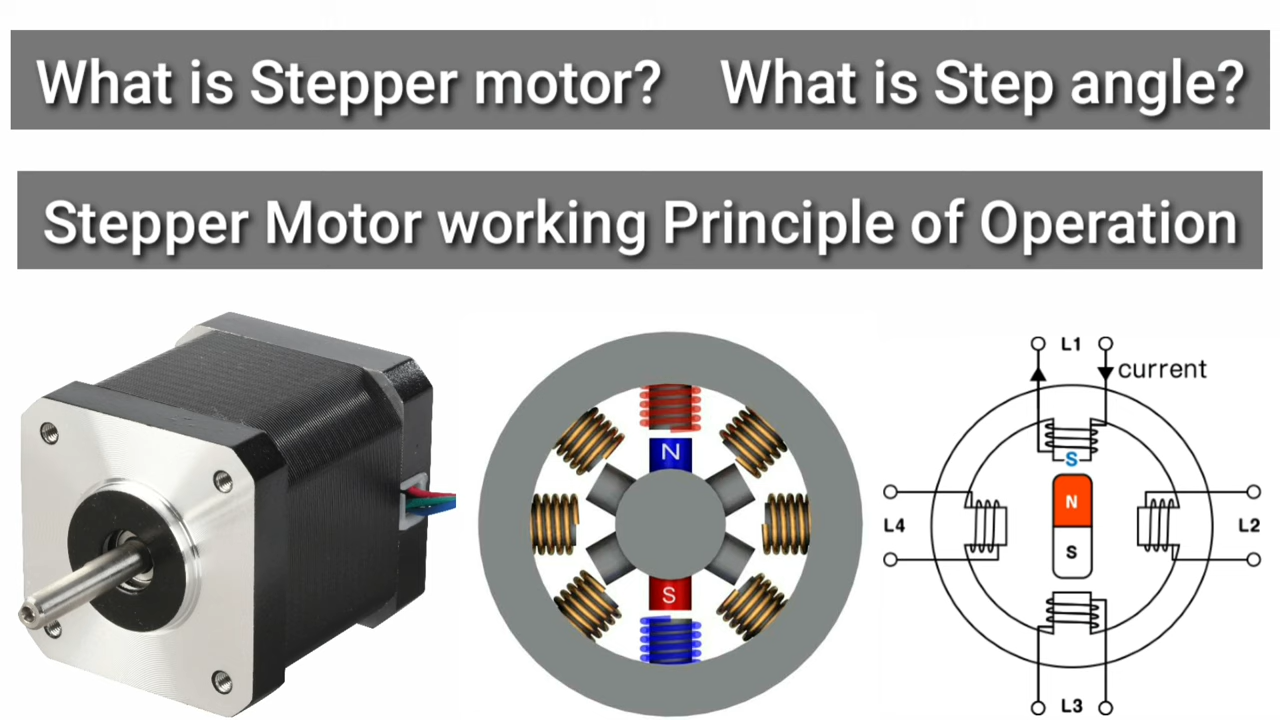 What is Stepper motor? What is Step angle?
Stepper Motor working Principle of Operation
L1
current
N
S
S
N
S
L4
L2
L3